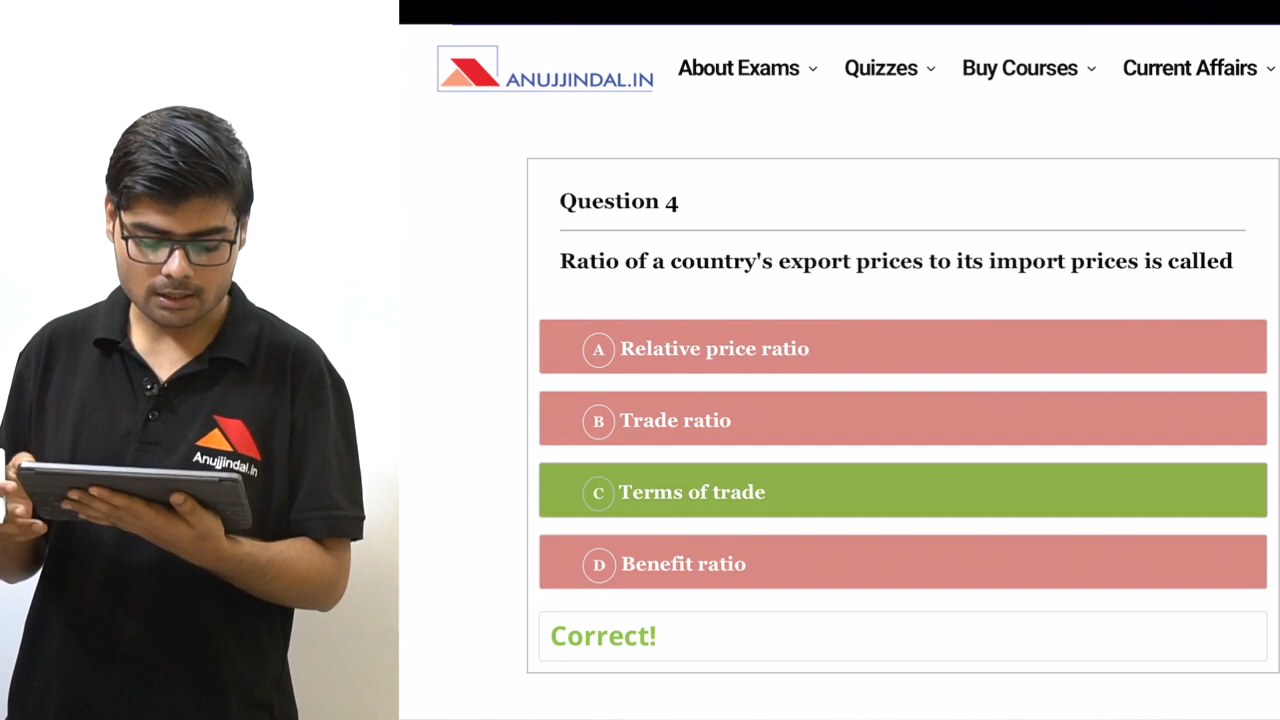 ANUJJINDAL.IN
About Exams
Quizzes
Buy Courses
Current Affairs
Question 4
Ratio of a country's export prices to its import prices is called
A Relative price ratio
B Trade ratio
C Terms of trade
D Benefit ratio
Correct!
Anujjindal.in